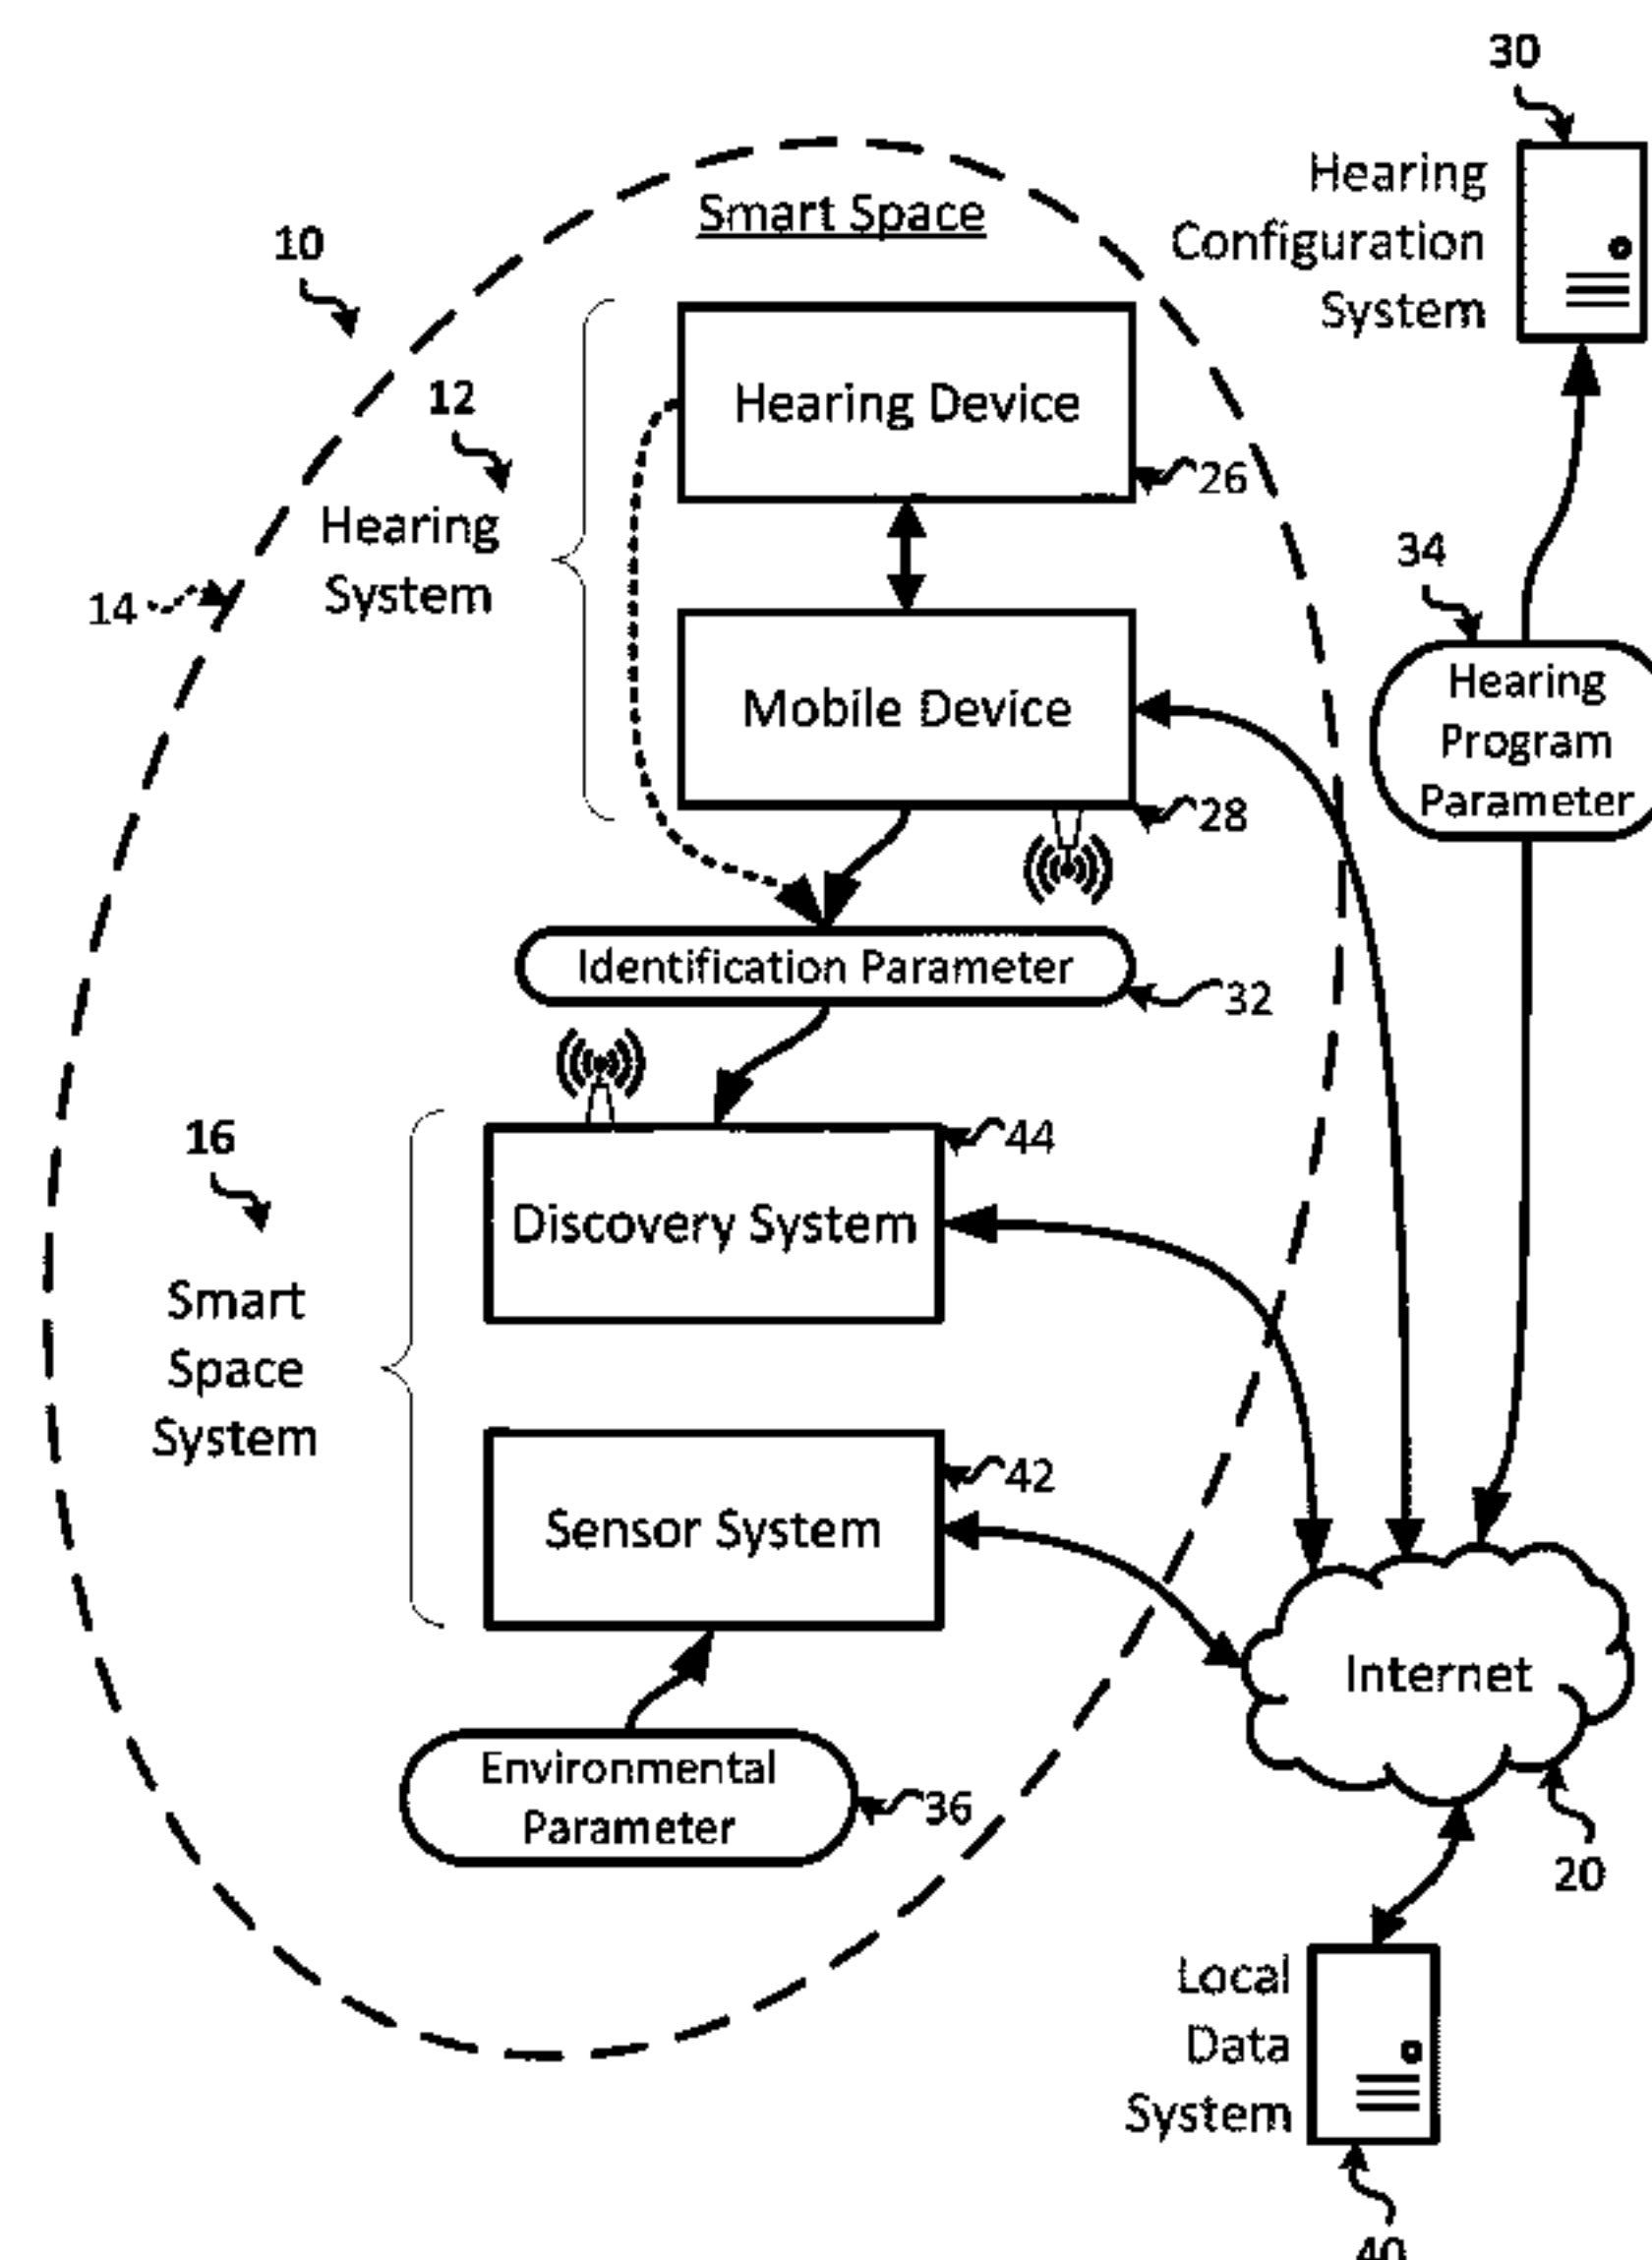 30
Hearing
Configuration
System
Smart Space
10
12
Hearing Device
26
Hearing
System
14
34
Hearing
Program
Parameter
Mobile Device
28
Identification Parameter
32
16
44
Discovery System
Smart
Space
System
42
Sensor System
Internet
Environmental
Parameter
36
20
Local
Data
System
40